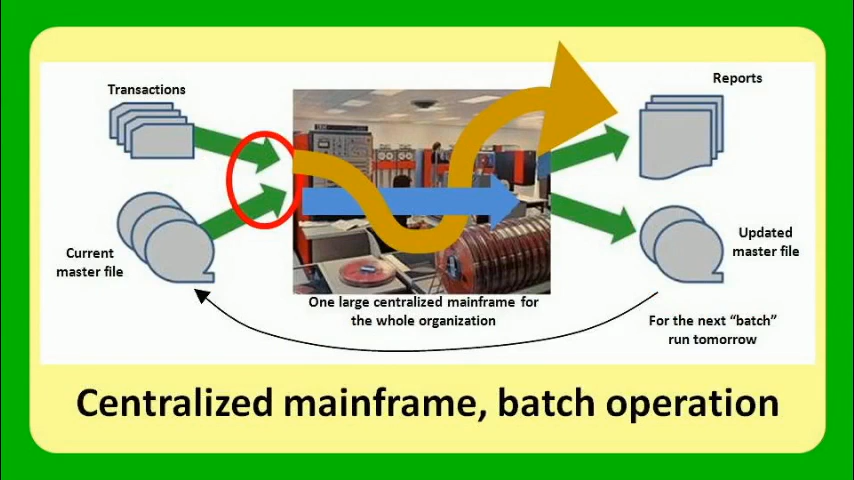 Transactions
Reports
Current
master file
Updated
master file
One large centralized mainframe for
the whole organization
For the next “batch”
run tomorrow
Centralized mainframe, batch operation